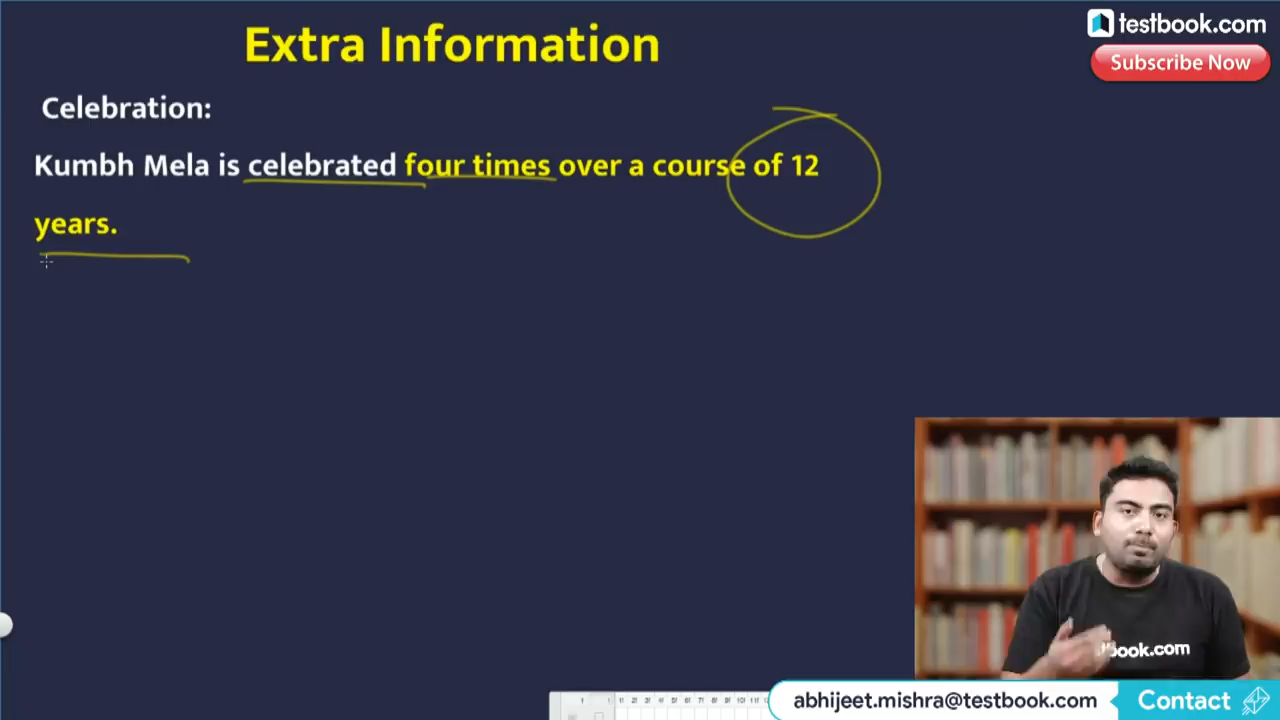 Extra Information
testbook.com
Subscribe Now
Celebration:
Kumbh Mela is celebrated four times over a course of 12
years.
book.com
abhijeet.mishra@testbook.com
Contact